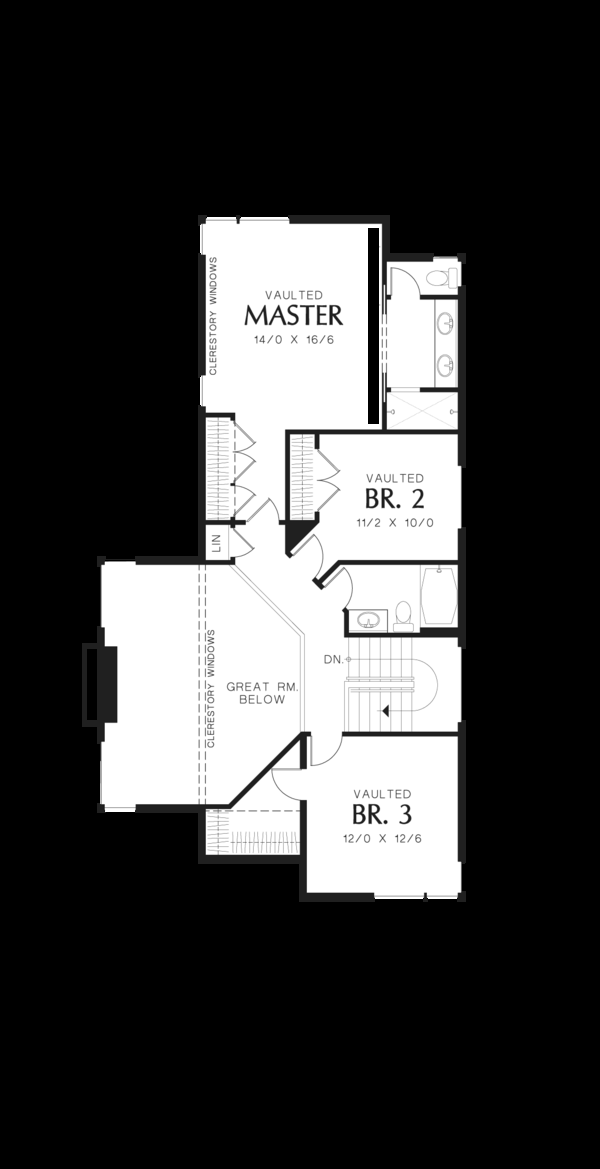 VAULTED
MASTER
14/0 X 16/6
CLERESTORY WINDOWS
VAULTED
BR. 2
11/2 X 10/0
LIN
DN.
CLERESTORY WINDOWS
GREAT RM.
BELOW
VAULTED
BR. 3
12/0 X 12/6